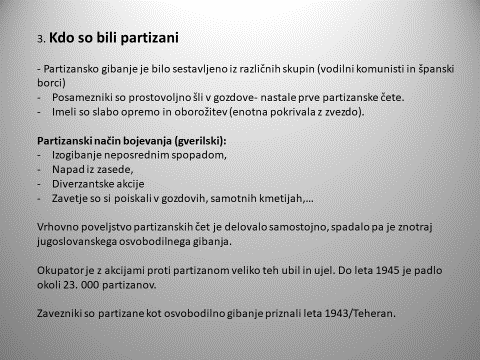 3. Kdo so bili partizani
- Partizansko gibanje je bilo sestavljeno iz različnih skupin (vodilni komunisti in španski
borci)
- Posamezniki so prostovoljno šli v gozdove- nastale prve partizanske čete.
- Imeli so slabo opremo in oborožitev (enotna pokrivala z zvezdo).
Partizanski način bojevanja (gverilski):
- Izogibanje neposrednim spopadom,
- Napad iz zasede,
- Diverzantske akcije
- Zavetje so si poiskali v gozdovih, samotnih kmetijah,...
Vrhovno poveljstvo partizanskih čet je delovalo samostojno, spadalo pa je znotraj
jugoslovanskega osvobodilnega gibanja.
Okupator je z akcijami proti partizanom veliko teh ubil in ujel. Do leta 1945 je padlo
okoli 23. 000 partizanov.
Zavezniki so partizane kot osvobodilno gibanje priznali leta 1943/Teheran.